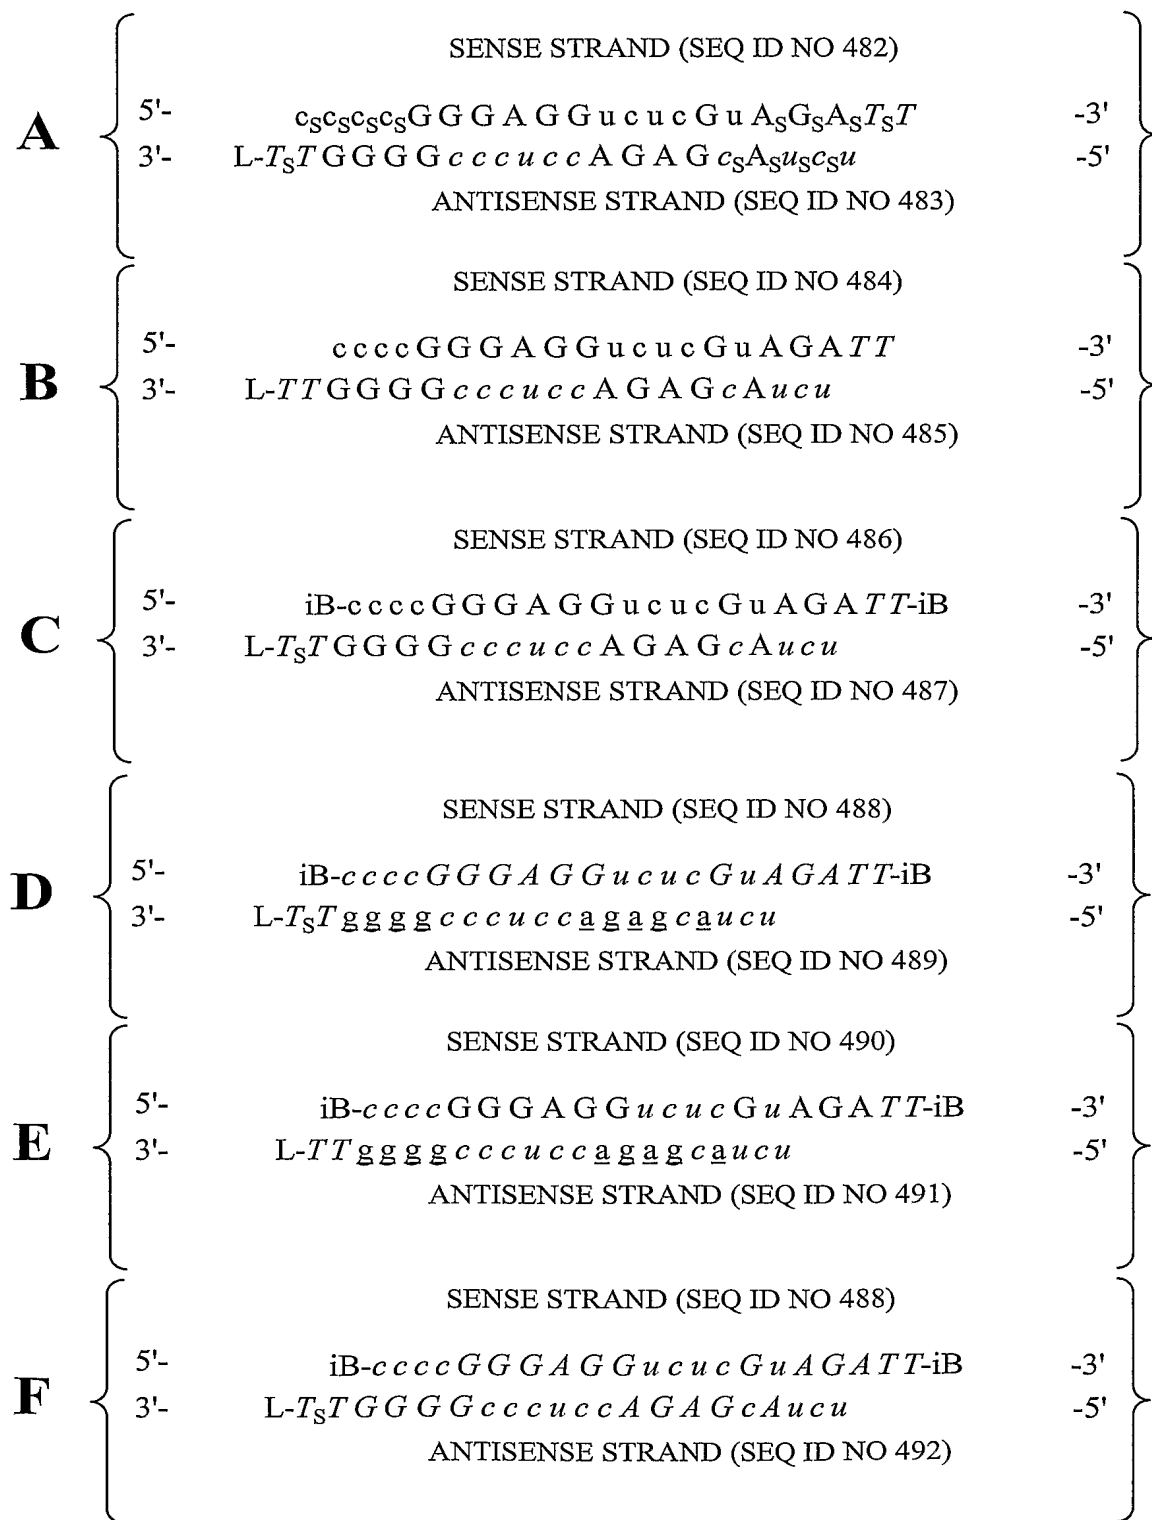 SENSE STRAND (SEQ ID NO 482)
A 5'- cScScScSG G G A G G u c u c G u ASGSASTST -3'
3'- L-TST G G G G c c c u c c A G A G cSASuScSu -5'
ANTISENSE STRAND (SEQ ID NO 483)
SENSE STRAND (SEQ ID NO 484)
B 5'- c c c c G G G A G G u c u c G u A G A T T -3'
3'- L-T T G G G G c c c u c c A G A G c A u c u -5'
ANTISENSE STRAND (SEQ ID NO 485)
SENSE STRAND (SEQ ID NO 486)
C 5'- iB-c c c c G G G A G G u c u c G u A G A T T-iB -3'
3'- L-TST G G G G c c c u c c A G A G c A u c u -5'
ANTISENSE STRAND (SEQ ID NO 487)
SENSE STRAND (SEQ ID NO 488)
D 5'- iB-c c c c G G G A G G u c u c G u A G A T T-iB -3'
3'- L-TST g g g g c c c u c c a g a g c a u c u -5'
ANTISENSE STRAND (SEQ ID NO 489)
SENSE STRAND (SEQ ID NO 490)
E 5'- iB-c c c c G G G A G G u c u c G u A G A T T-iB -3'
3'- L-T T g g g g c c c u c c a g a g c a u c u -5'
ANTISENSE STRAND (SEQ ID NO 491)
SENSE STRAND (SEQ ID NO 488)
F 5'- iB-c c c c G G G A G G u c u c G u A G A T T-iB -3'
3'- L-TST G G G G c c c u c c A G A G c A u c u -5'
ANTISENSE STRAND (SEQ ID NO 492)